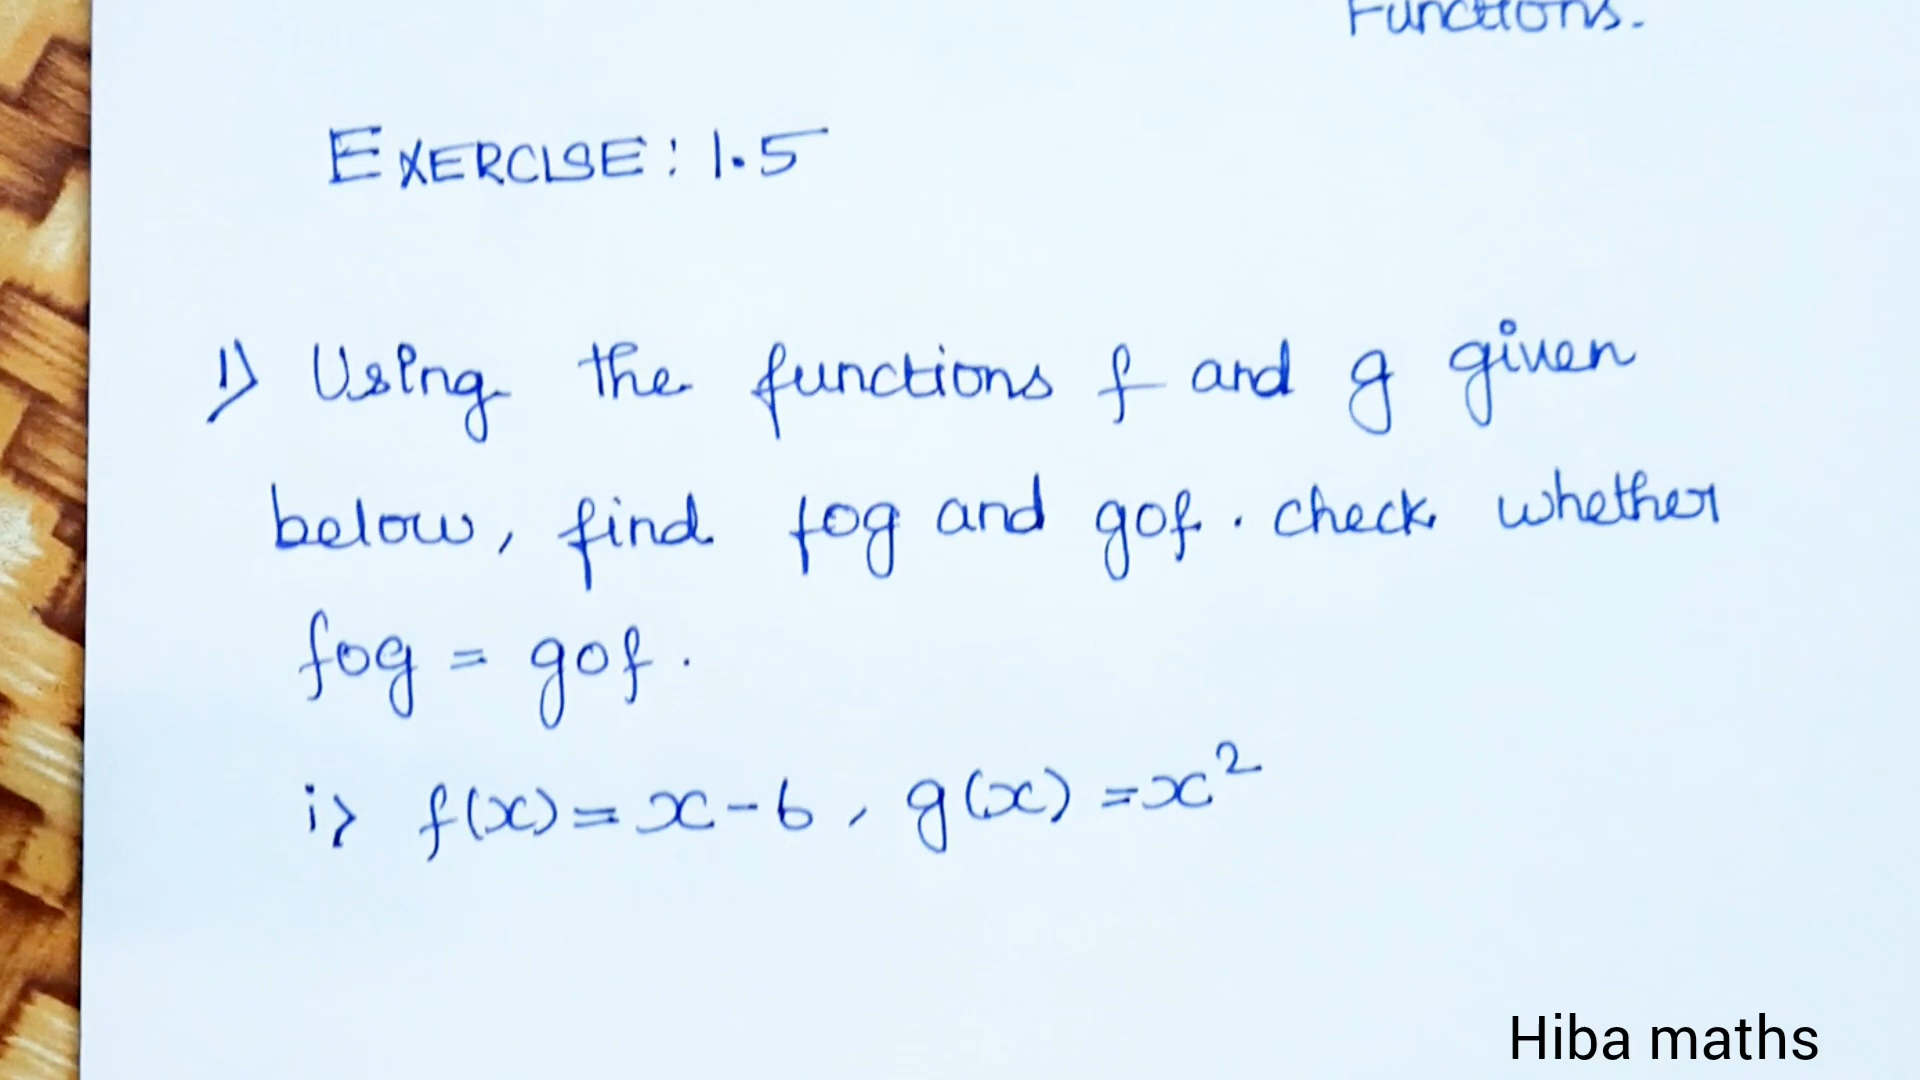 Functions.
EXERCISE: 1.5
1) Using the functions f and g given
below, find fog and gof. check whether
fog = gof.
i) f(x) = x - 6, g(x) = x²
Hiba maths